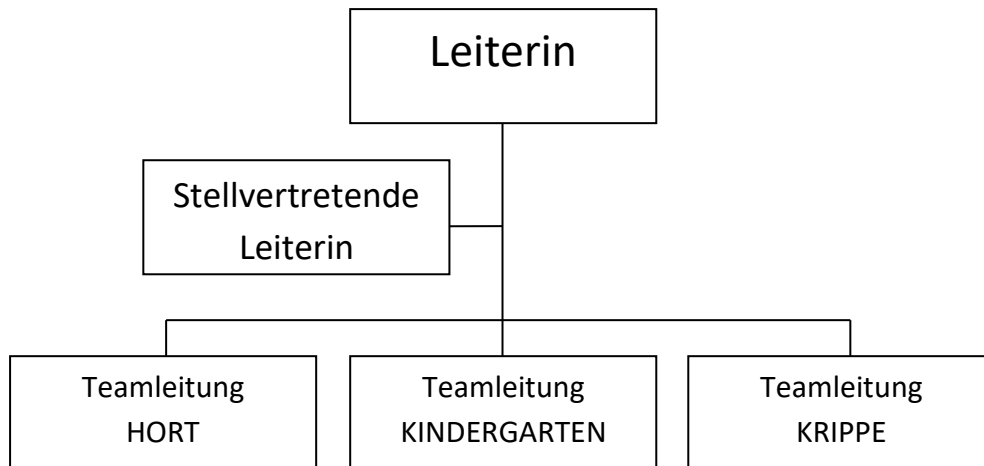 Leiterin
Stellvertretende
Leiterin
Teamleitung
HORT
Teamleitung
KINDERGARTEN
Teamleitung
KRIPPE